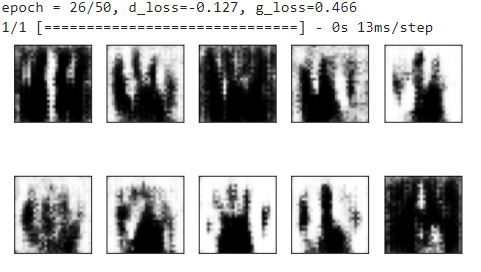 epoch = 26/50, d_loss=-0.127, g_loss=0.466
1/1 [==============================] - 0s 13ms/step